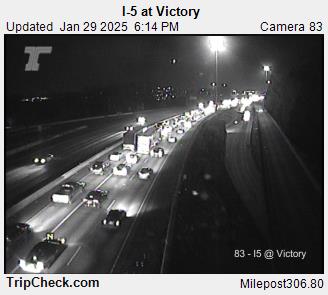 I-5 at Victory
Updated Jan 29 2025 6:14 PM Camera 83
T
N
83 - I5 @ Victory
TripCheck.com Milepost306.80